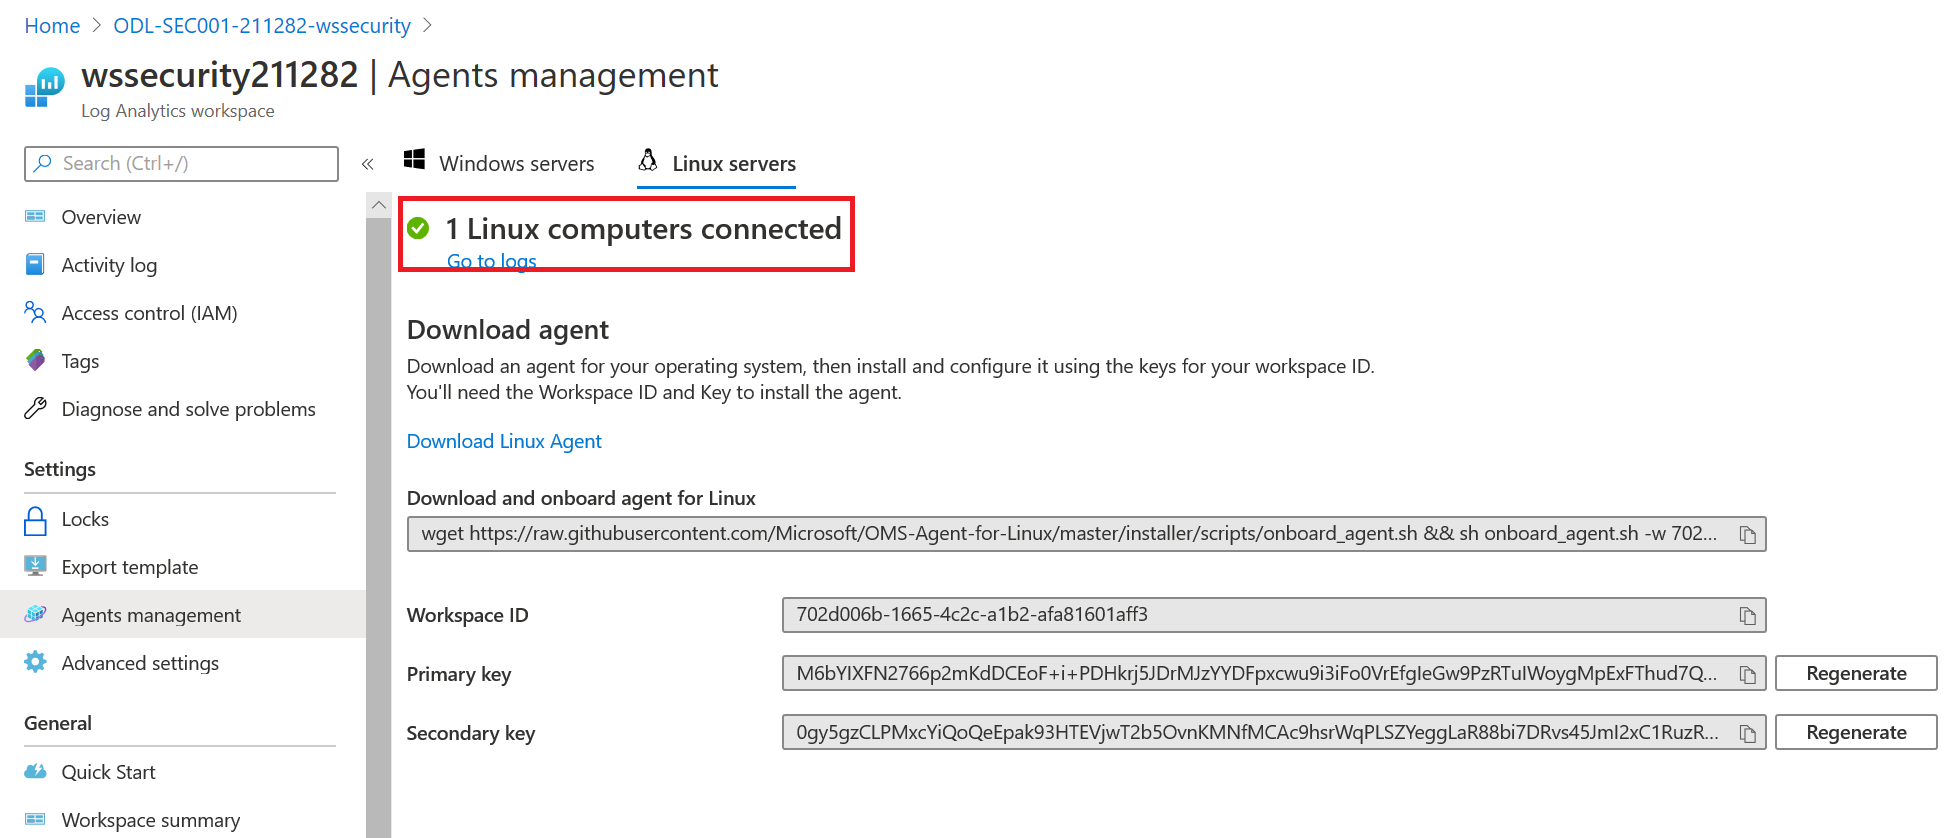 Home > ODL-SEC001-211282-wssecurity >
wssecurity211282 | Agents management
Log Analytics workspace
Search (Ctrl+/)
«
Overview
Activity log
Access control (IAM)
Tags
Diagnose and solve problems
Settings
Locks
Export template
Agents management
Advanced settings
General
Quick Start
Workspace summary
Windows servers
Linux servers
1 Linux computers connected
Go to logs
Download agent
Download an agent for your operating system, then install and configure it using the keys for your workspace ID.
You'll need the Workspace ID and Key to install the agent.
Download Linux Agent
Download and onboard agent for Linux
wget https://raw.githubusercontent.com/Microsoft/OMS-Agent-for-Linux/master/installer/scripts/onboard_agent.sh && sh onboard_agent.sh -w 702...
Workspace ID
702d006b-1665-4c2c-a1b2-afa81601aff3
Primary key
M6bYIXFN2766p2mKdDCEoF+i+PDHkrj5JDrMJzYYDFpxcwu9i3iFo0VrEfgIeGw9PzRTuIWoygMpExFThud7Q...
Regenerate
Secondary key
0gy5gzCLPMxcYiQoQeEpak93HTEVjwT2b5OvnKMNfMCAc9hsrWqPLSZYeggLaR88bi7DRvs45JmI2xC1RuzR...
Regenerate